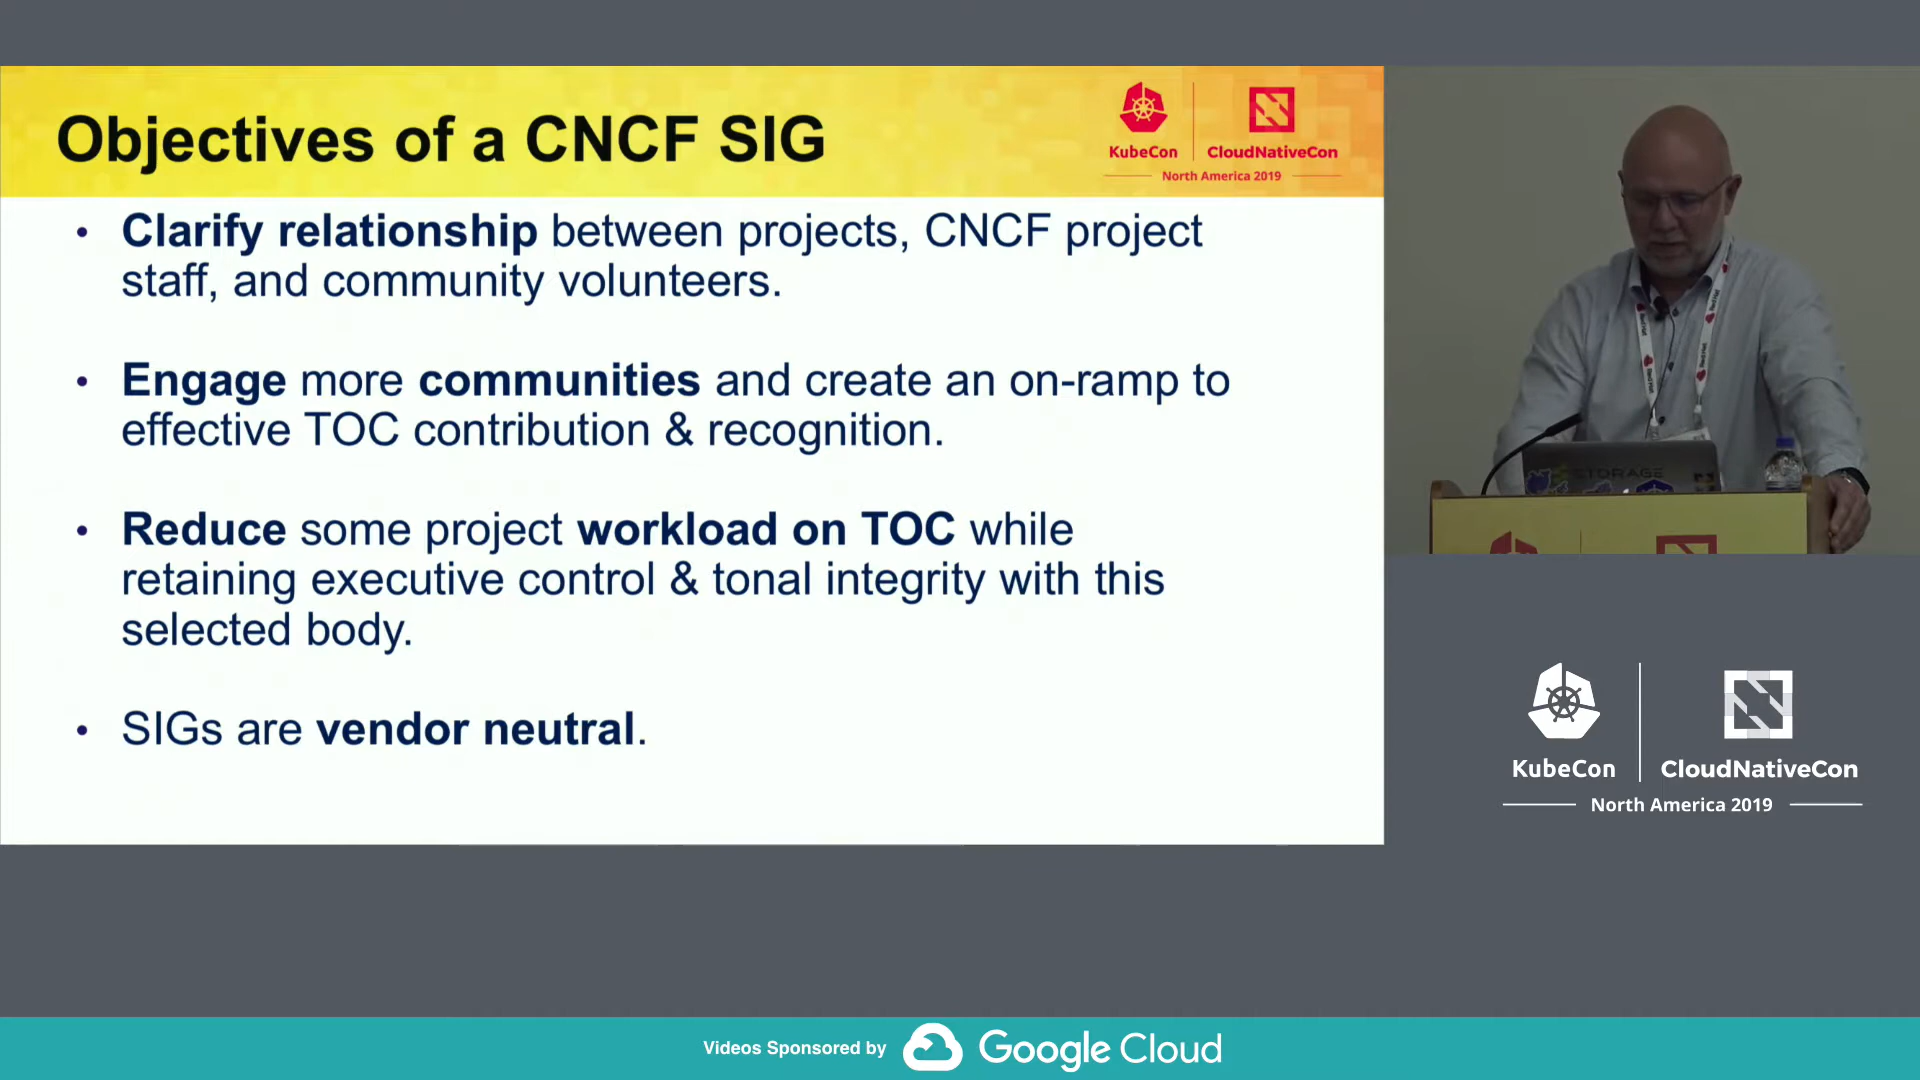 Objectives of a CNCF SIG
KubeCon
CloudNativeCon
North America 2019
• Clarify relationship between projects, CNCF project
staff, and community volunteers.
• Engage more communities and create an on-ramp to
effective TOC contribution & recognition.
• Reduce some project workload on TOC while
retaining executive control & tonal integrity with this
selected body.
• SIGs are vendor neutral.
STORAGE
KubeCon
CloudNativeCon
North America 2019
Videos Sponsored by
Google Cloud